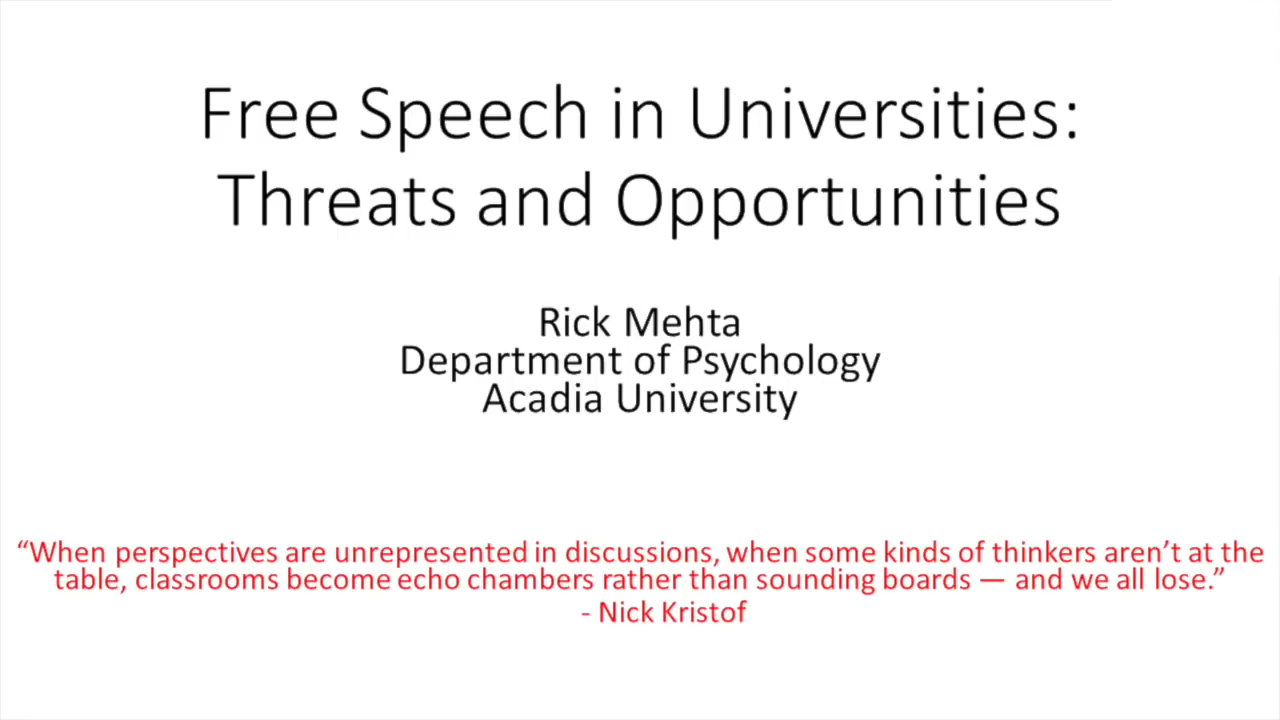 Free Speech in Universities:
Threats and Opportunities
Rick Mehta
Department of Psychology
Acadia University
“When perspectives are unrepresented in discussions, when some kinds of thinkers aren’t at the
table, classrooms become echo chambers rather than sounding boards — and we all lose.”
- Nick Kristof